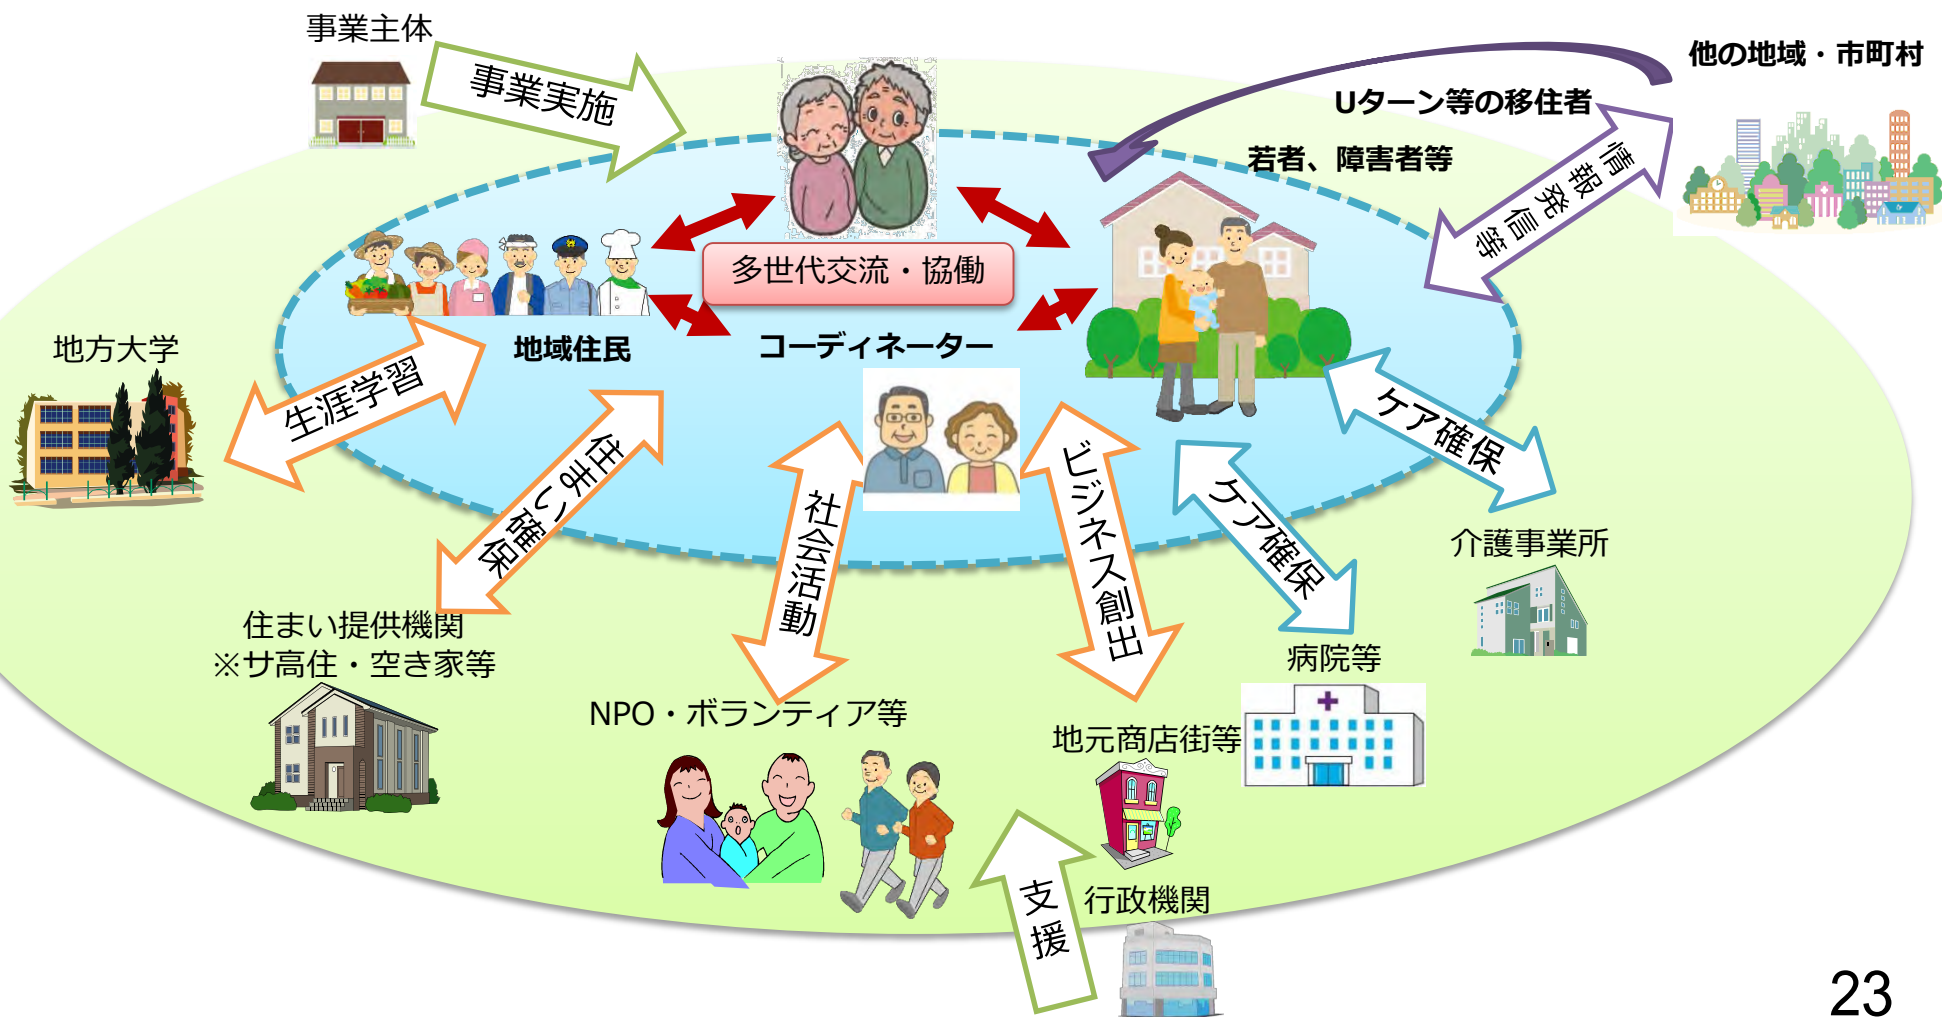 事業主体
事業実施
他の地域・市町村
Uターン等の移住者
若者、障害者等
情報発信等
多世代交流・協働
地域住民
コーディネーター
地方大学
生涯学習
住まい確保
社会活動
ビジネス創出
ケア確保
ケア確保
介護事業所
住まい提供機関
※サ高住・空き家等
病院等
NPO・ボランティア等
地元商店街等
支援
行政機関
23